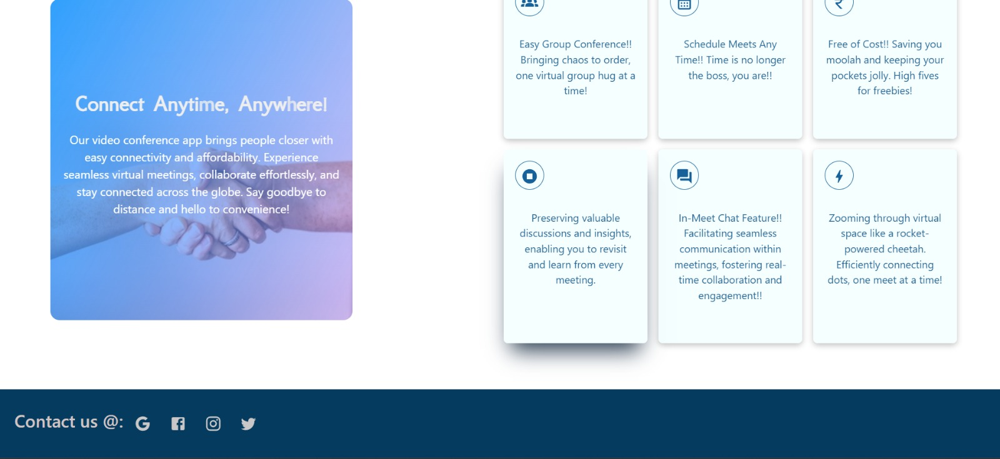 Connect Anytime, Anywhere!
Our video conference app brings people closer with
easy connectivity and affordability. Experience
seamless virtual meetings, collaborate effortlessly, and
stay connected across the globe. Say goodbye to
distance and hello to convenience!
Easy Group Conference!!
Bringing chaos to order,
one virtual group hug at a
time!
Schedule Meets Any
Time!! Time is no longer
the boss, you are!!
Free of Cost!! Saving you
moolah and keeping your
pockets jolly. High fives
for freebies!
Preserving valuable
discussions and insights,
enabling you to revisit
and learn from every
meeting.
In-Meet Chat Feature!!
Facilitating seamless
communication within
meetings, fostering real-
time collaboration and
engagement!!
Zooming through virtual
space like a rocket-
powered cheetah.
Efficiently connecting
dots, one meet at a time!
Contact us @: